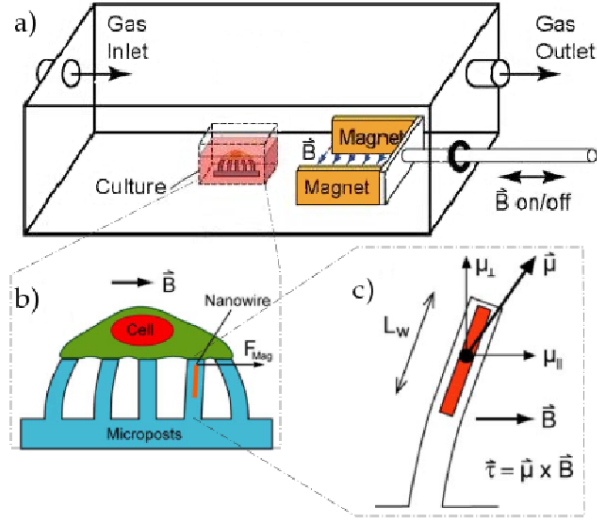 a)
Gas
Inlet
Gas
Outlet
Magnet
B
Magnet
Culture
B on/off
b)
B
Nanowire
Cell
F_Mag
Microposts
c)
μ⊥
μ
L_W
μ||
B
τ = μ x B